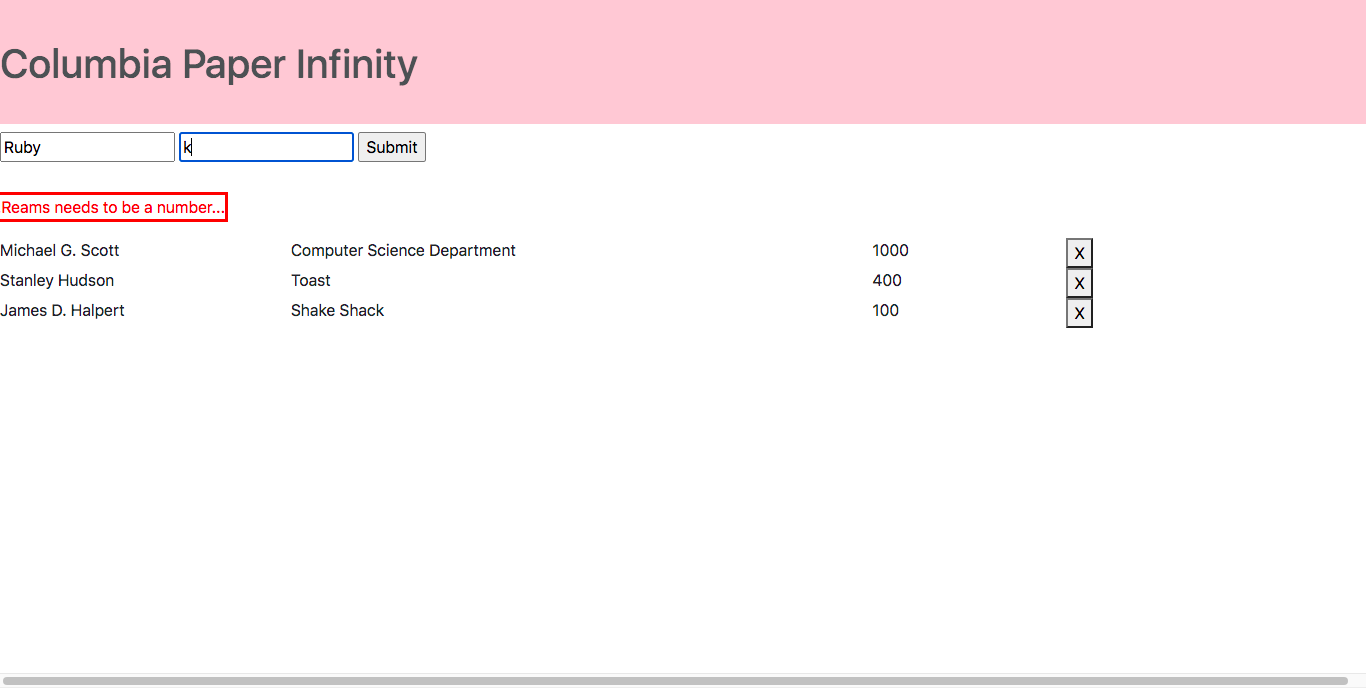 Columbia Paper Infinity
Ruby k Submit
Reams needs to be a number...
Michael G. Scott Computer Science Department 1000 X
Stanley Hudson Toast 400 X
James D. Halpert Shake Shack 100 X